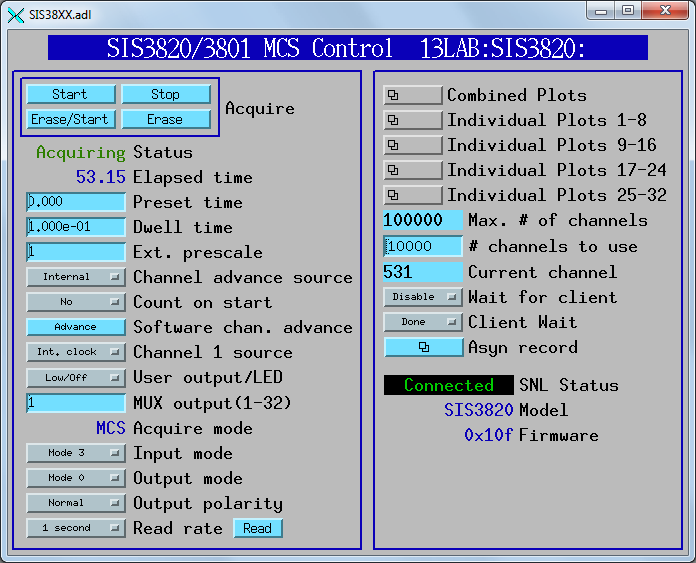 SIS38XX.adl
SIS3820/3801 MCS Control 13LAB:SIS3820:
Start Stop
Erase/Start Erase
Acquire
Acquiring Status
53.15 Elapsed time
0.000 Preset time
1.000e-01 Dwell time
1 Ext. prescale
Internal Channel advance source
No Count on start
Advance Software chan. advance
Int. clock Channel 1 source
Low/Off User output/LED
1 MUX output(1-32)
MCS Acquire mode
Mode 3 Input mode
Mode 0 Output mode
Normal Output polarity
1 second Read rate Read
Combined Plots
Individual Plots 1-8
Individual Plots 9-16
Individual Plots 17-24
Individual Plots 25-32
100000 Max. # of channels
10000 # channels to use
531 Current channel
Disable Wait for client
Done Client Wait
Asyn record
Connected SNL Status
SIS3820 Model
0x10f Firmware